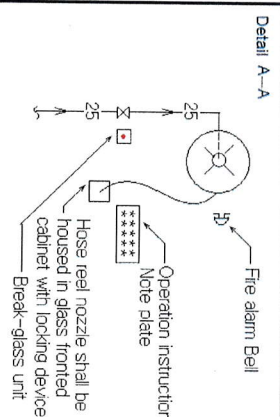 Detail A-A
Fire alarm Bell
25
25
Operation instruction
Note plate
Hose reel nozzle shall be
housed in glass fronted
cabinet with locking device
Break-glass unit